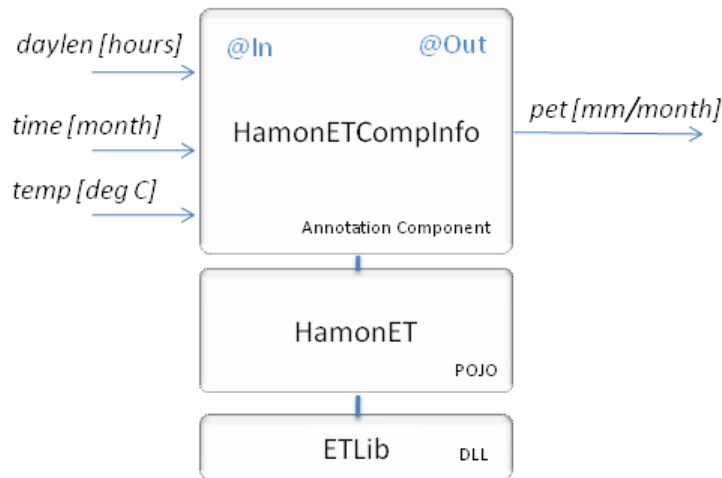 daylen [hours]
@In
@Out
time [month]
HamonETCompInfo
pet [mm/month]
temp [deg C]
Annotation Component
HamonET
POJO
ETLib
DLL